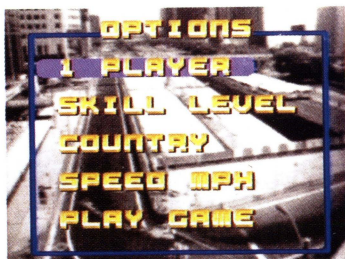 OPTIONS
1 PLAYER
SKILL LEVEL
COUNTRY
SPEED MPH
PLAY GAME